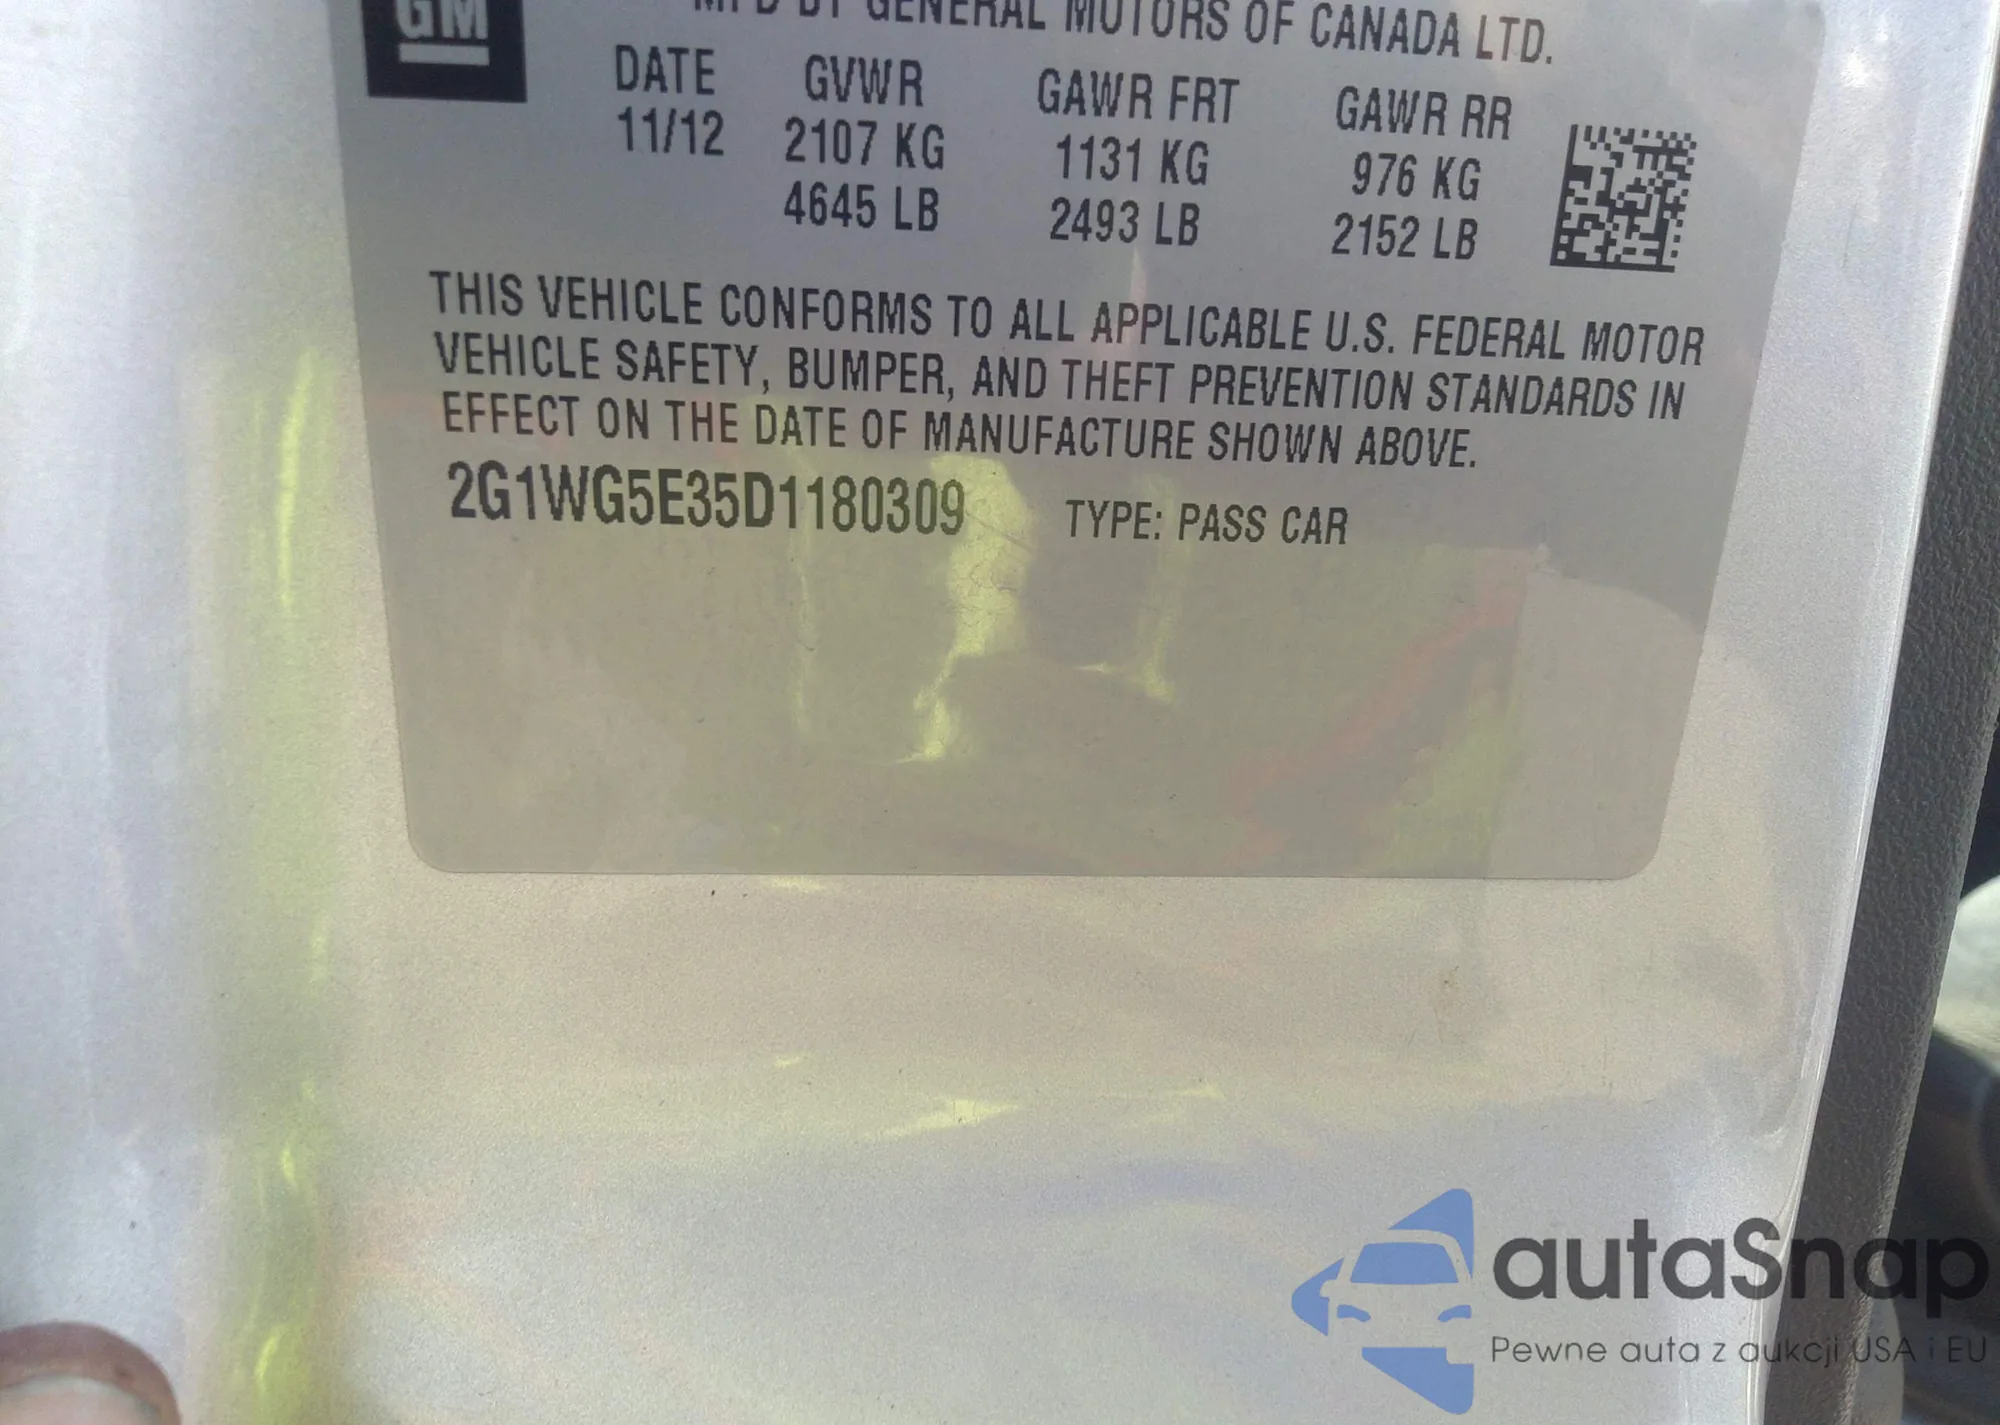 GM
MFD BY GENERAL MOTORS OF CANADA LTD.
DATE GVWR GAWR FRT GAWR RR
11/12 2107 KG 1131 KG 976 KG
4645 LB 2493 LB 2152 LB
THIS VEHICLE CONFORMS TO ALL APPLICABLE U.S. FEDERAL MOTOR
VEHICLE SAFETY, BUMPER, AND THEFT PREVENTION STANDARDS IN
EFFECT ON THE DATE OF MANUFACTURE SHOWN ABOVE.
2G1WG5E35D1180309 TYPE: PASS CAR
autaSnap
Pewne auta z aukcji USA i EU